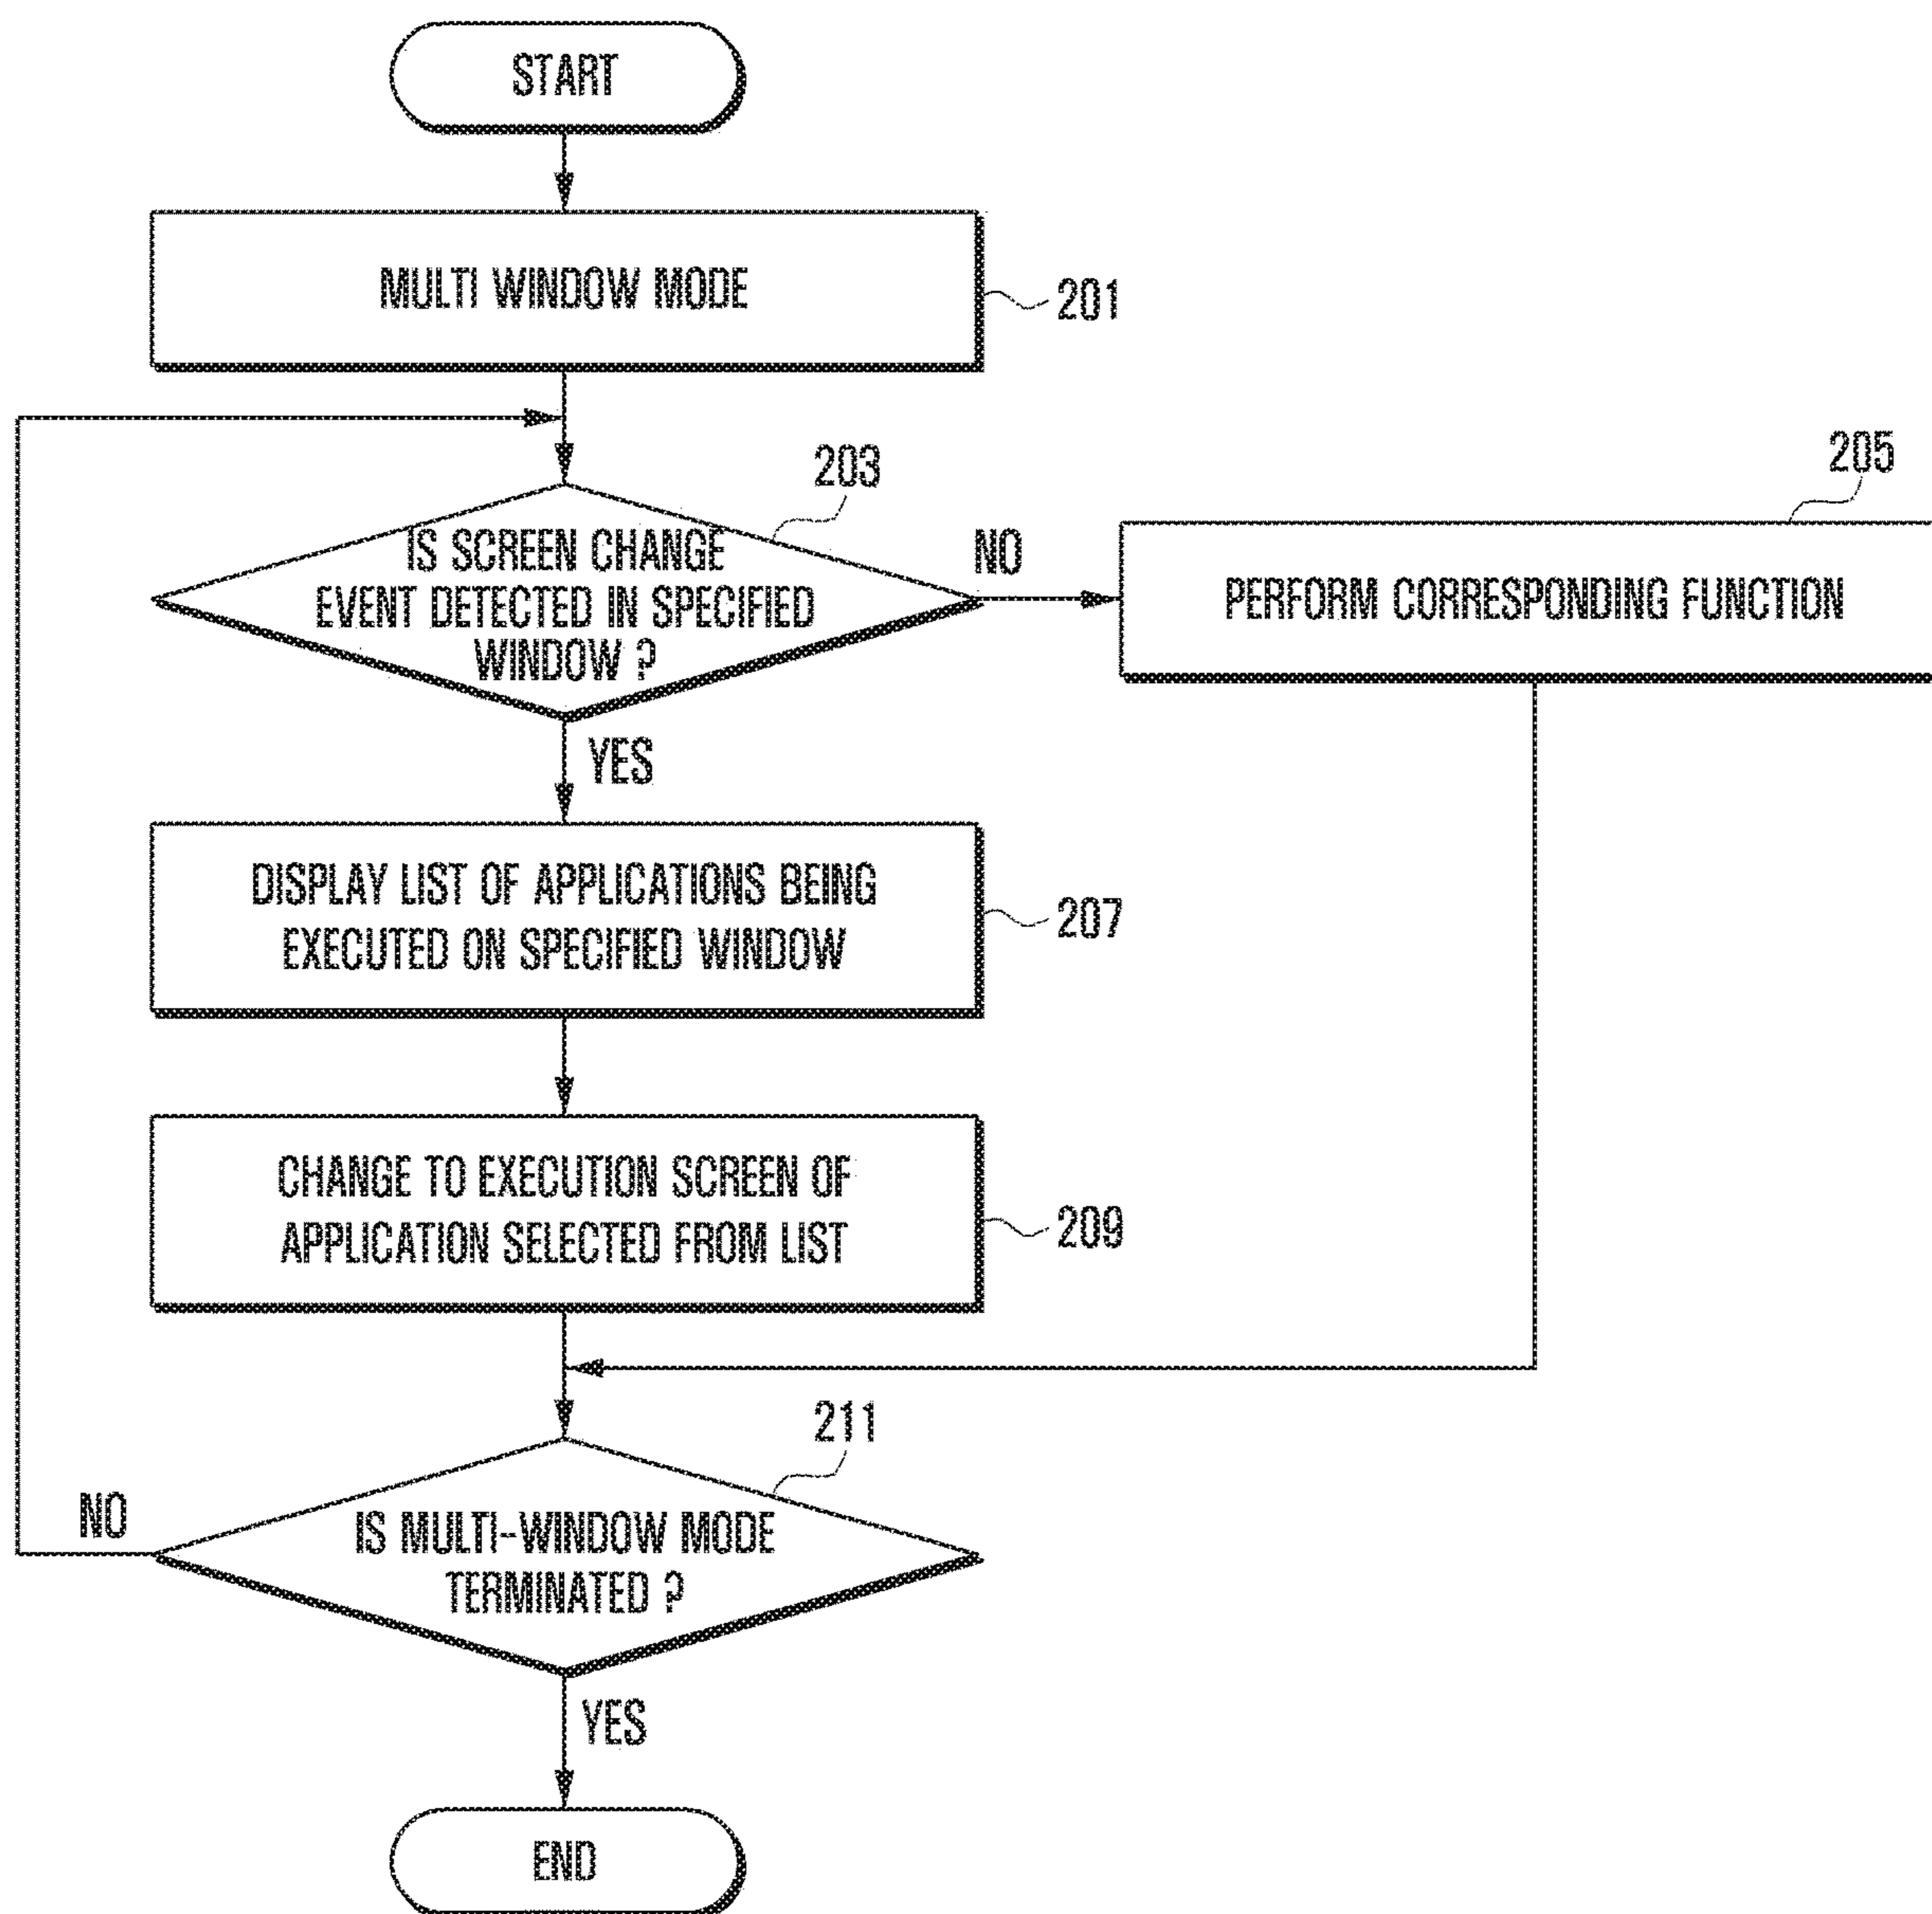 START
MULTI WINDOW MODE
201
203
205
IS SCREEN CHANGE
EVENT DETECTED IN SPECIFIED
WINDOW ?
NO
PERFORM CORRESPONDING FUNCTION
YES
DISPLAY LIST OF APPLICATIONS BEING
EXECUTED ON SPECIFIED WINDOW
207
CHANGE TO EXECUTION SCREEN OF
APPLICATION SELECTED FROM LIST
209
211
NO
IS MULTI-WINDOW MODE
TERMINATED ?
YES
END